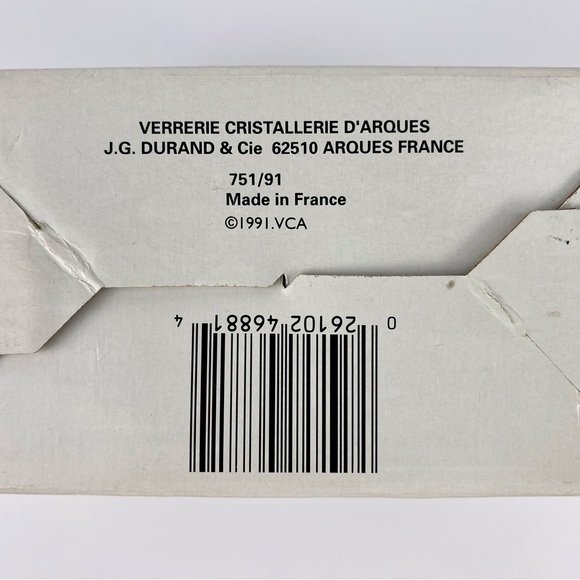 VERRERIE CRISTALLERIE D'ARQUES
J.G. DURAND & Cie 62510 ARQUES FRANCE
751/91
Made in France
©1991.VCA
0 26102 46881 4